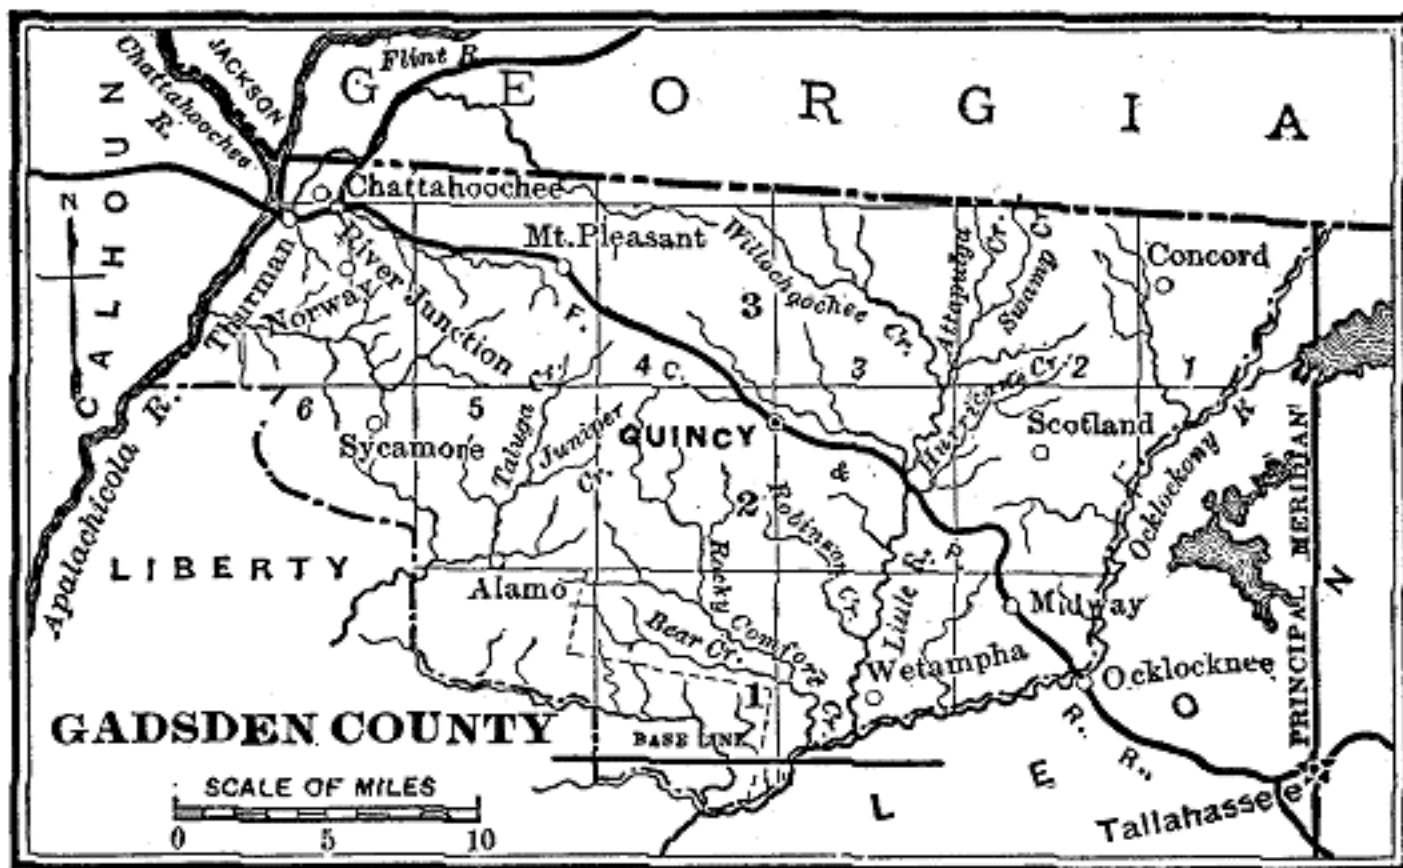 GEORGIA
Flint R.
JACKSON
Chattahoochee
R.
CALHOUN
N
Chattahoochee
Mt. Pleasant
Willochgochee Cr.
Attapulga Cr.
Swamp Cr.
Concord
Thurman
Norway
River Junction
F.
3
4
C.
3
2
1
Hurricane Cr.
6
5
Sycamore
Taluga Cr.
Juniper
Cr.
QUINCY
&
Scotland
Ocklockony
Apalachicola R.
LIBERTY
2
Robinson Cr.
Rocky Comfort Cr.
Little R.
P.
PRINCIPAL MERIDIAN
Alamo
Bear Cr.
Midway
Wetampha
Ocklocknee
1
GADSDEN COUNTY
BASE LINE
R. R.,
LEON
SCALE OF MILES
0 5 10
Tallahassee